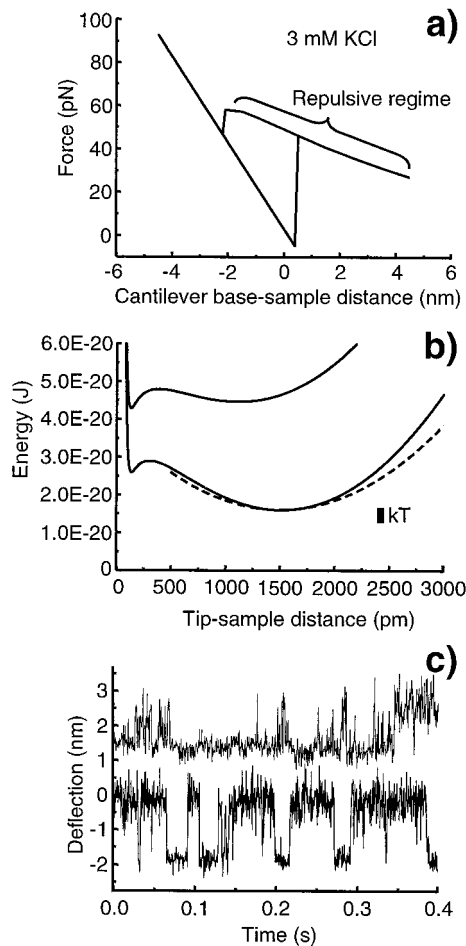 a)
3 mM KCl
Repulsive regime
100
80
60
40
20
0
Force (pN)
-6 -4 -2 0 2 4 6
Cantilever base-sample distance (nm)
b)
6.0E-20
5.0E-20
4.0E-20
3.0E-20
2.0E-20
1.0E-20
0
Energy (J)
kT
0 500 1000 1500 2000 2500 3000
Tip-sample distance (pm)
c)
3
2
1
0
-1
-2
Deflection (nm)
0.0 0.1 0.2 0.3 0.4
Time (s)